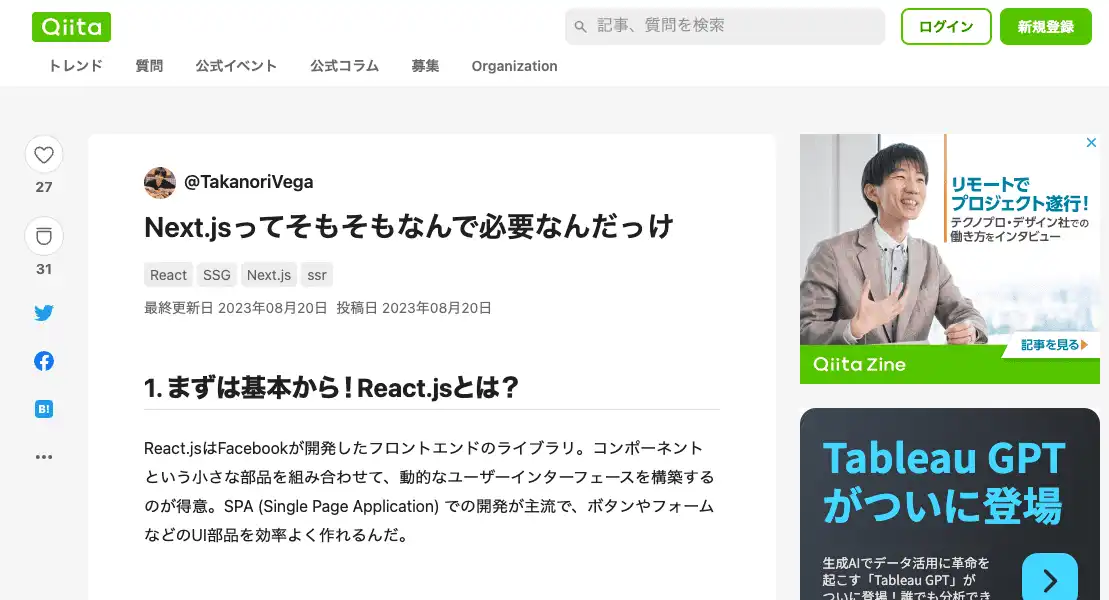 Qiita
記事、質問を検索
ログイン
新規登録
トレンド
質問
公式イベント
公式コラム
募集
Organization
27
31
B!
@TakanoriVega
Next.jsってそもそもなんで必要なんだっけ
React
SSG
Next.js
ssr
最終更新日 2023年08月20日 投稿日 2023年08月20日
1. まずは基本から！React.jsとは？
React.jsはFacebookが開発したフロントエンドのライブラリ。コンポーネント
という小さな部品を組み合わせて、動的なユーザーインターフェースを構築する
のが得意。SPA (Single Page Application) での開発が主流で、ボタンやフォーム
などのUI部品を効率よく作れるんだ。
リモートで
プロジェクト遂行！
テクノプロ・デザイン社での
働き方をインタビュー
記事を見る
Qiita Zine
Tableau GPT
がついに登場
生成AIでデータ活用に革命を
起こす「Tableau GPT」が
ついに登場！誰でも分析でき